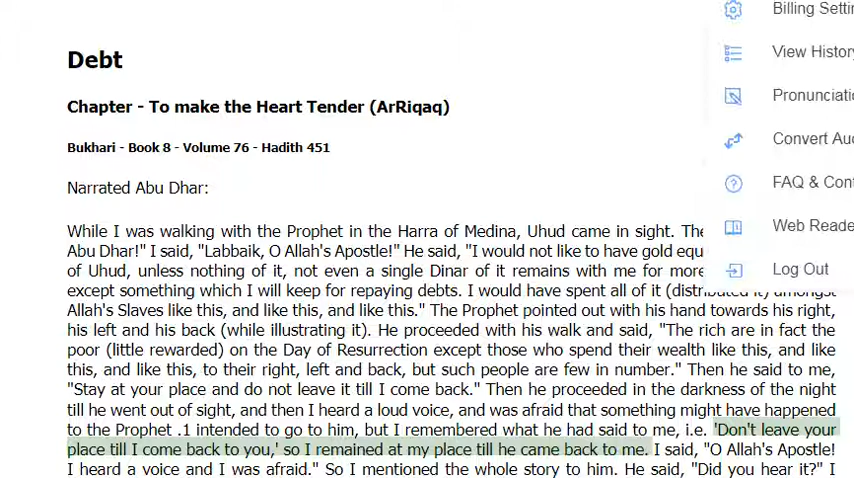 Debt
Chapter - To make the Heart Tender (ArRiqaq)
Bukhari - Book 8 - Volume 76 - Hadith 451
Narrated Abu Dhar:
While I was walking with the Prophet in the Harra of Medina, Uhud came in sight. The
Abu Dhar!" I said, "Labbaik, O Allah's Apostle!" He said, "I would not like to have gold equ
of Uhud, unless nothing of it, not even a single Dinar of it remains with me for more
except something which I will keep for repaying debts. I would have spent all of it (distributed it) amongst
Allah's Slaves like this, and like this, and like this." The Prophet pointed out with his hand towards his right,
his left and his back (while illustrating it). He proceeded with his walk and said, "The rich are in fact the
poor (little rewarded) on the Day of Resurrection except those who spend their wealth like this, and like
this, and like this, to their right, left and back, but such people are few in number." Then he said to me,
"Stay at your place and do not leave it till I come back." Then he proceeded in the darkness of the night
till he went out of sight, and then I heard a loud voice, and was afraid that something might have happened
to the Prophet .1 intended to go to him, but I remembered what he had said to me, i.e. 'Don't leave your
place till I come back to you,' so I remained at my place till he came back to me. I said, "O Allah's Apostle!
I heard a voice and I was afraid." So I mentioned the whole story to him. He said, "Did you hear it?" I
Billing Setti
View History
Pronunciati
Convert Aud
FAQ & Cont
Web Reade
Log Out